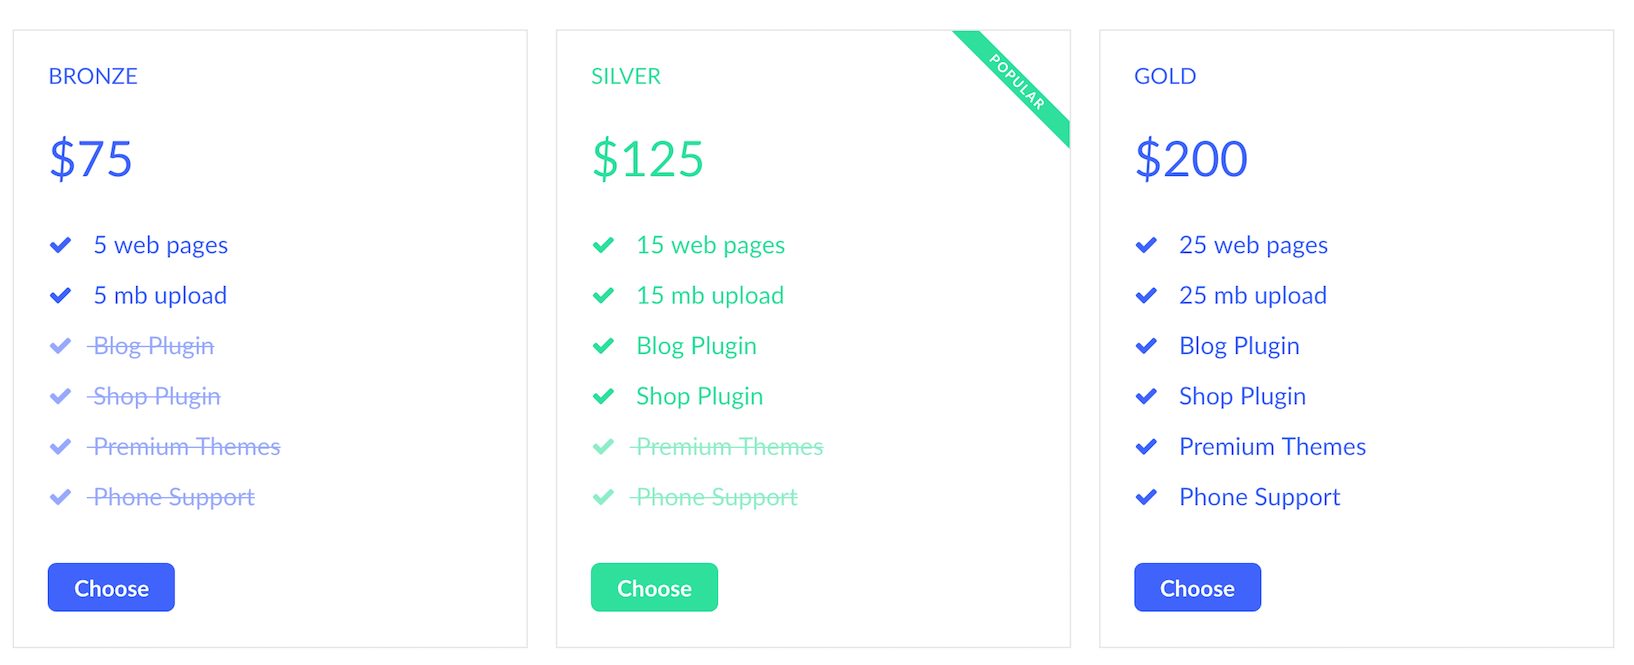 BRONZE
$75
5 web pages
5 mb upload
Blog Plugin
Shop Plugin
Premium Themes
Phone Support
Choose
SILVER
POPULAR
$125
15 web pages
15 mb upload
Blog Plugin
Shop Plugin
Premium Themes
Phone Support
Choose
GOLD
$200
25 web pages
25 mb upload
Blog Plugin
Shop Plugin
Premium Themes
Phone Support
Choose